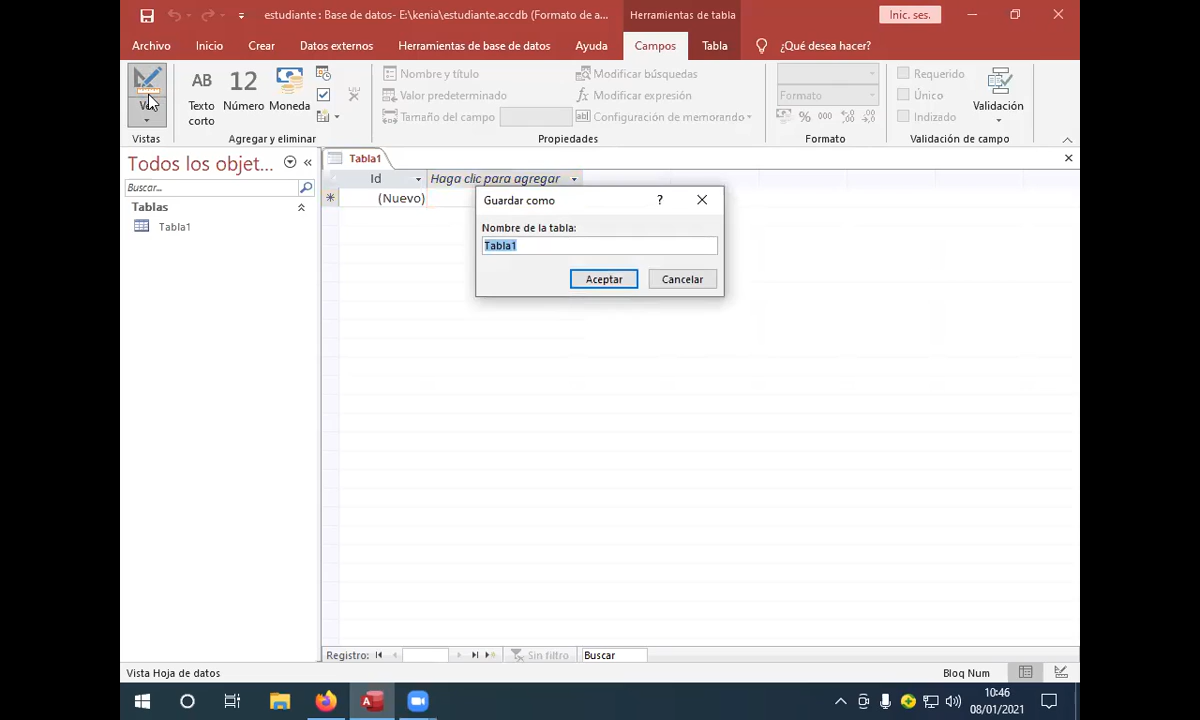 estudiante : Base de datos- E:\kenia\estudiante.accdb (Formato de a...
Herramientas de tabla
Inic. ses.
Archivo
Inicio
Crear
Datos externos
Herramientas de base de datos
Ayuda
Campos
Tabla
¿Qué desea hacer?
AB
Texto
corto
12
Número
Moneda
Nombre y título
Valor predeterminado
Tamaño del campo
Modificar búsquedas
Modificar expresión
ab| Configuración de memorando
Formato
% 000
Requerido
Único
Indizado
Validación
Vistas
Agregar y eliminar
Propiedades
Formato
Validación de campo
Todos los objet... «
Buscar...
Tablas
Tabla1
Tabla1
Id
Haga clic para agregar
(Nuevo)
Guardar como
?
Nombre de la tabla:
Tabla1
Aceptar
Cancelar
Registro:
Sin filtro
Buscar
Vista Hoja de datos
Bloq Num
10:46
08/01/2021